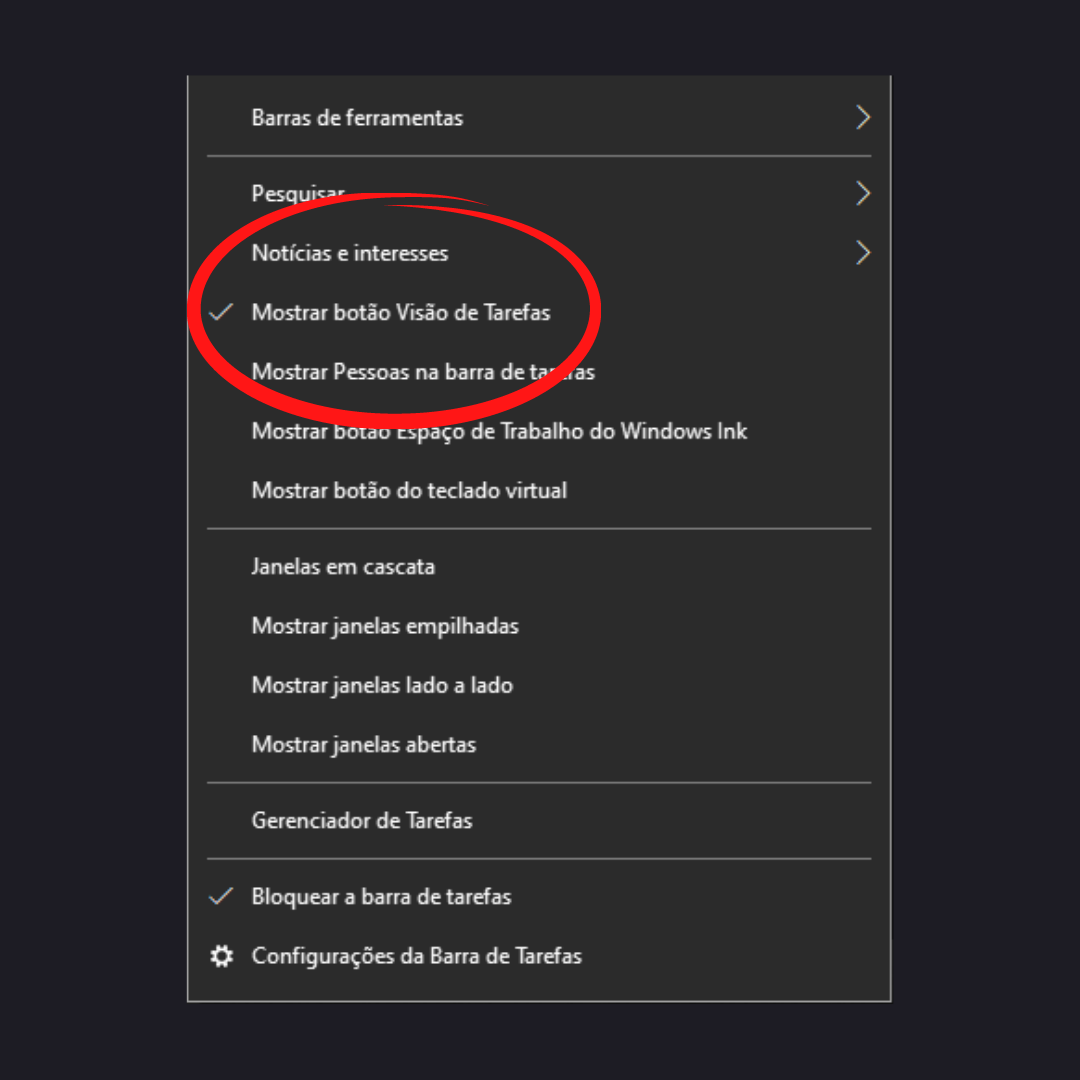 Barras de ferramentas
Pesquisar
Notícias e interesses
Mostrar botão Visão de Tarefas
Mostrar Pessoas na barra de tarefas
Mostrar botão Espaço de Trabalho do Windows Ink
Mostrar botão do teclado virtual
Janelas em cascata
Mostrar janelas empilhadas
Mostrar janelas lado a lado
Mostrar janelas abertas
Gerenciador de Tarefas
Bloquear a barra de tarefas
Configurações da Barra de Tarefas